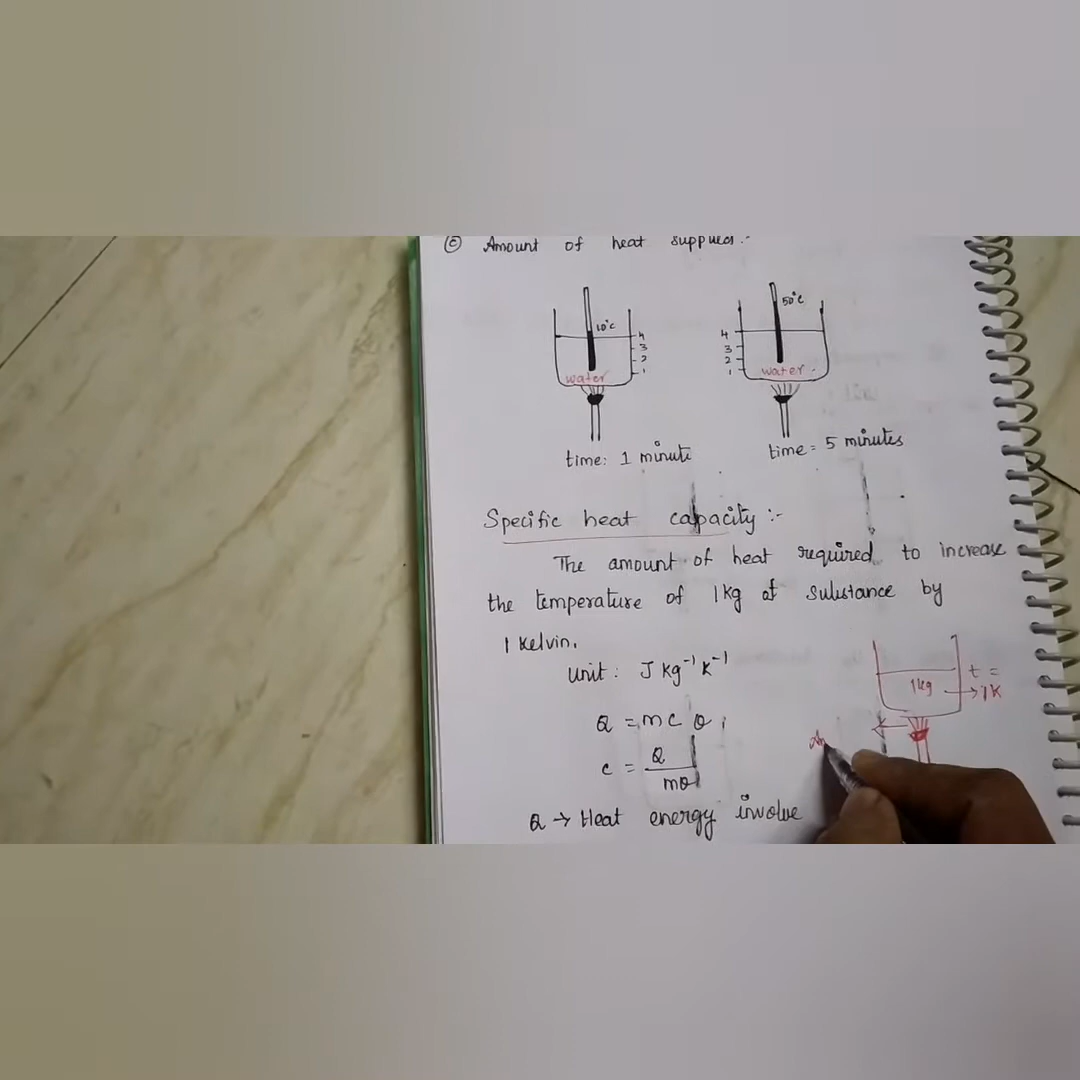 © Amount of heat
10°c
50°c
4
3
2
1
4
3
2
1
water
water .
time: 1 minute
time = 5 minutes
Specific heat capacity :-
The amount of heat required to increase
the temperature of 1kg of sulustance by
1 Kelvin.
Unit : J kg⁻¹ K⁻¹
1kg
t =
→ 1K
Q = m c θ
c = Q
mθ
Q → Heat energy involve